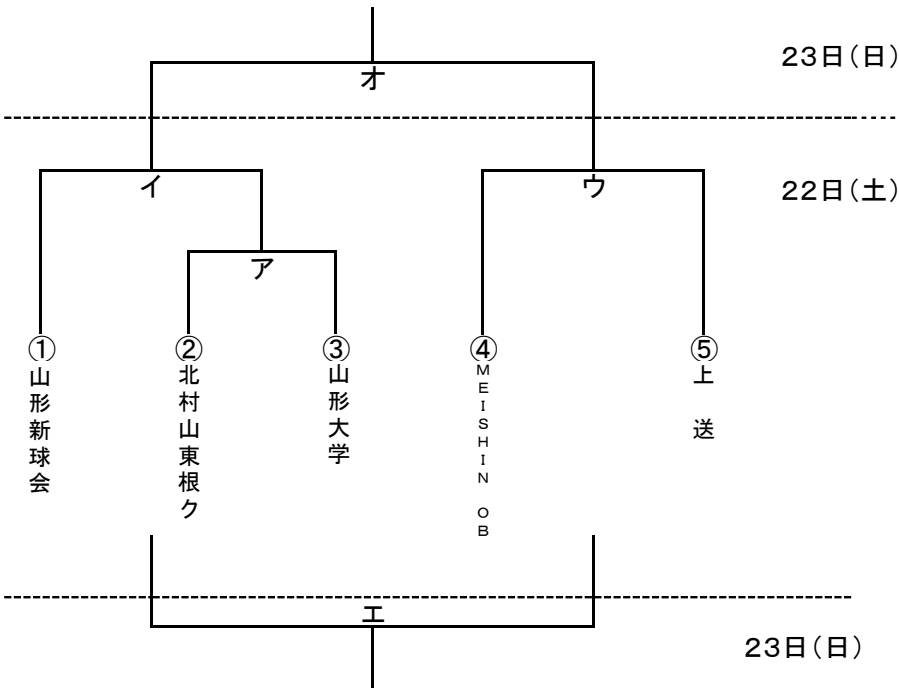 23日(日)
オ
22日(土)
イ
ウ
ア
①
山形新球会
②
北村山東根ク
③
山形大学
④
ＭＥＩＳＨＩＮ ＯＢ
⑤
上 送
エ
23日(日)